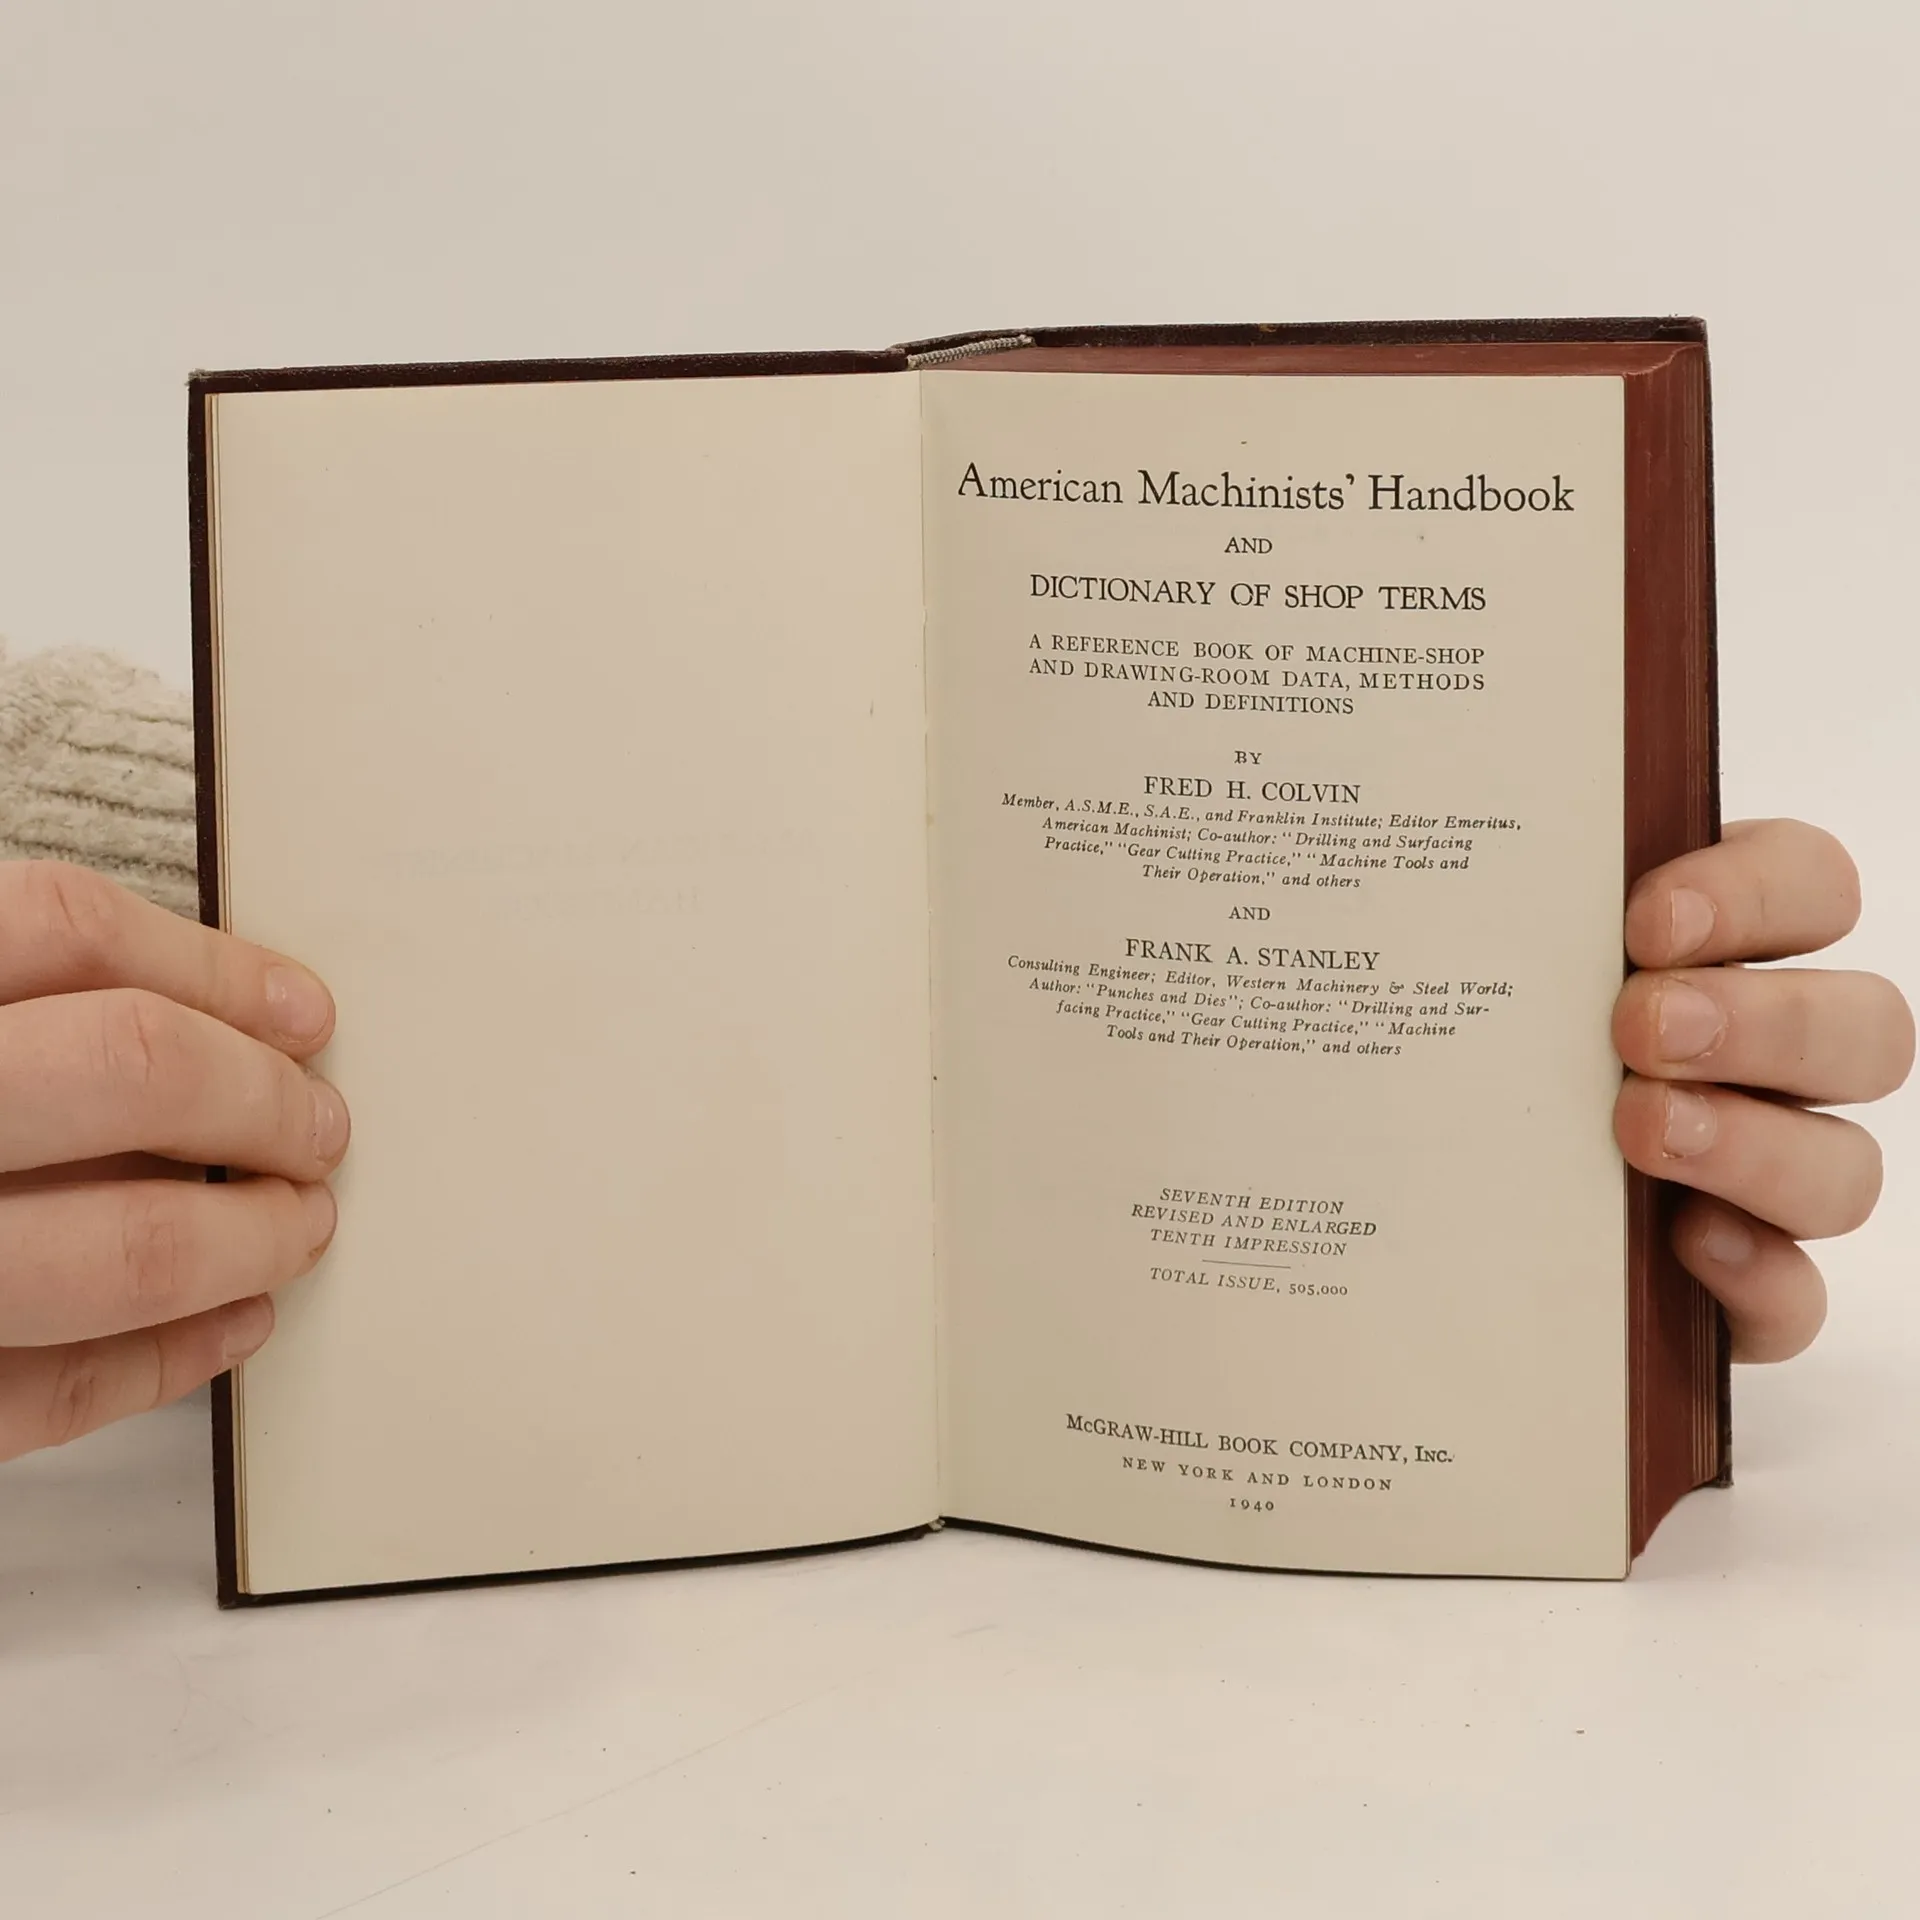 American Machinists' Handbook
AND
DICTIONARY OF SHOP TERMS
A REFERENCE BOOK OF MACHINE-SHOP
AND DRAWING-ROOM DATA, METHODS
AND DEFINITIONS
BY
FRED H. COLVIN
Member, A.S.M.E., S.A.E., and Franklin Institute; Editor Emeritus,
American Machinist; Co-author: "Drilling and Surfacing
Practice," "Gear Cutting Practice," "Machine Tools and
Their Operation," and others
AND
FRANK A. STANLEY
Consulting Engineer; Editor, Western Machinery & Steel World;
Author: "Punches and Dies"; Co-author: "Drilling and Sur-
facing Practice," "Gear Cutting Practice," "Machine
Tools and Their Operation," and others
SEVENTH EDITION
REVISED AND ENLARGED
TENTH IMPRESSION
TOTAL ISSUE, 505,000
McGRAW-HILL BOOK COMPANY, Inc.
NEW YORK AND LONDON
1940